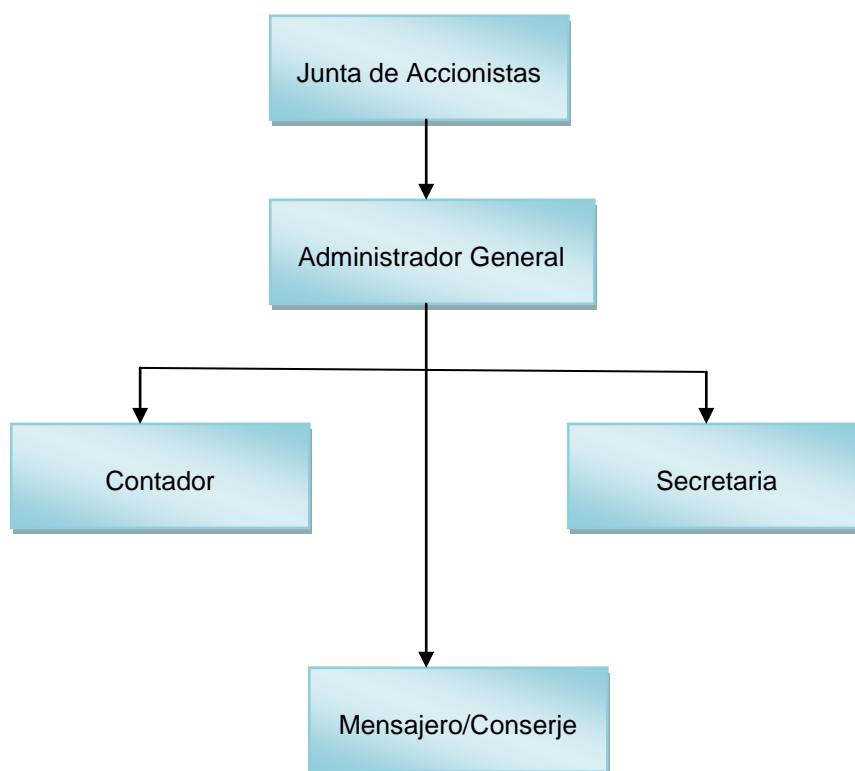 Junta de Accionistas
Administrador General
Contador
Secretaria
Mensajero/Conserje